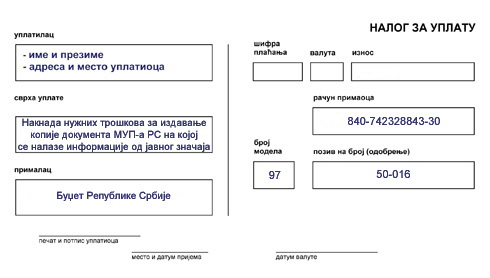 НАЛОГ ЗА УПЛАТУ
уплатилац
- име и презиме
- адреса и место уплатиоца
сврха уплате
Накнада нужних трошкова за издавање
копије документа МУП-а РС на којој
се налазе информације од јавног значаја
прималац
Буџет Републике Србије
печат и потпис уплатиоца
место и датум пријема
шифра
плаћања
валута
износ
рачун примаоца
840-742328843-30
број
модела
позив на број (одобрење)
97
50-016
датум валуте